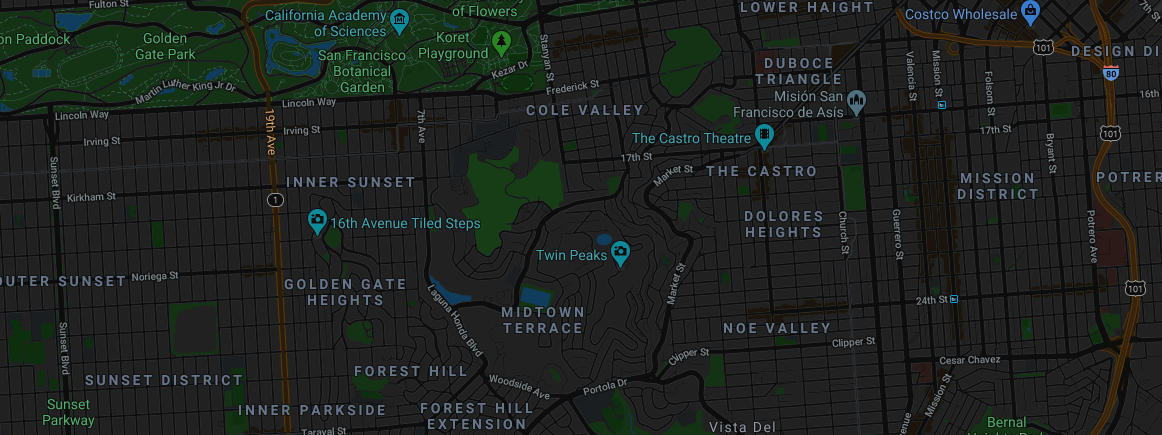 Fulton St
California Academy
of Sciences
of Flowers
LOWER HAIGHT
Costco Wholesale
7th St
on Paddock
Golden
Gate Park
Koret
Playground
Stanyan St
101
DESIGN DI
San Francisco
Botanical
Garden
Kezar Dr
DUBOCE
TRIANGLE
Valencia St
Mission St
Folsom St
80
Martin Luther King Jr Dr
Frederick St
Misión San
Francisco de Asís
16th
Lincoln Way
Lincoln Way
COLE VALLEY
Irving St
Irving St
19th Ave
7th Ave
The Castro Theatre
17th St
101
Bryant St
17th St
Market St
THE CASTRO
Sunset Blvd
Kirkham St
INNER SUNSET
1
MISSION
DISTRICT
POTRER
16th Avenue Tiled Steps
DOLORES
HEIGHTS
Church St
Guerrero St
Potrero Ave
Twin Peaks
OUTER SUNSET
Noriega St
GOLDEN GATE
HEIGHTS
Laguna Honda Blvd
Market St
101
24th St
MIDTOWN
TERRACE
NOE VALLEY
Sunset Blvd
Clipper St
Clipper St
Cesar Chavez
FOREST HILL
SUNSET DISTRICT
Woodside Ave
Portola Dr
Mission St
Sunset
Parkway
INNER PARKSIDE
FOREST HILL
EXTENSION
Avenue
Bernal
Taraval St
Vista Del